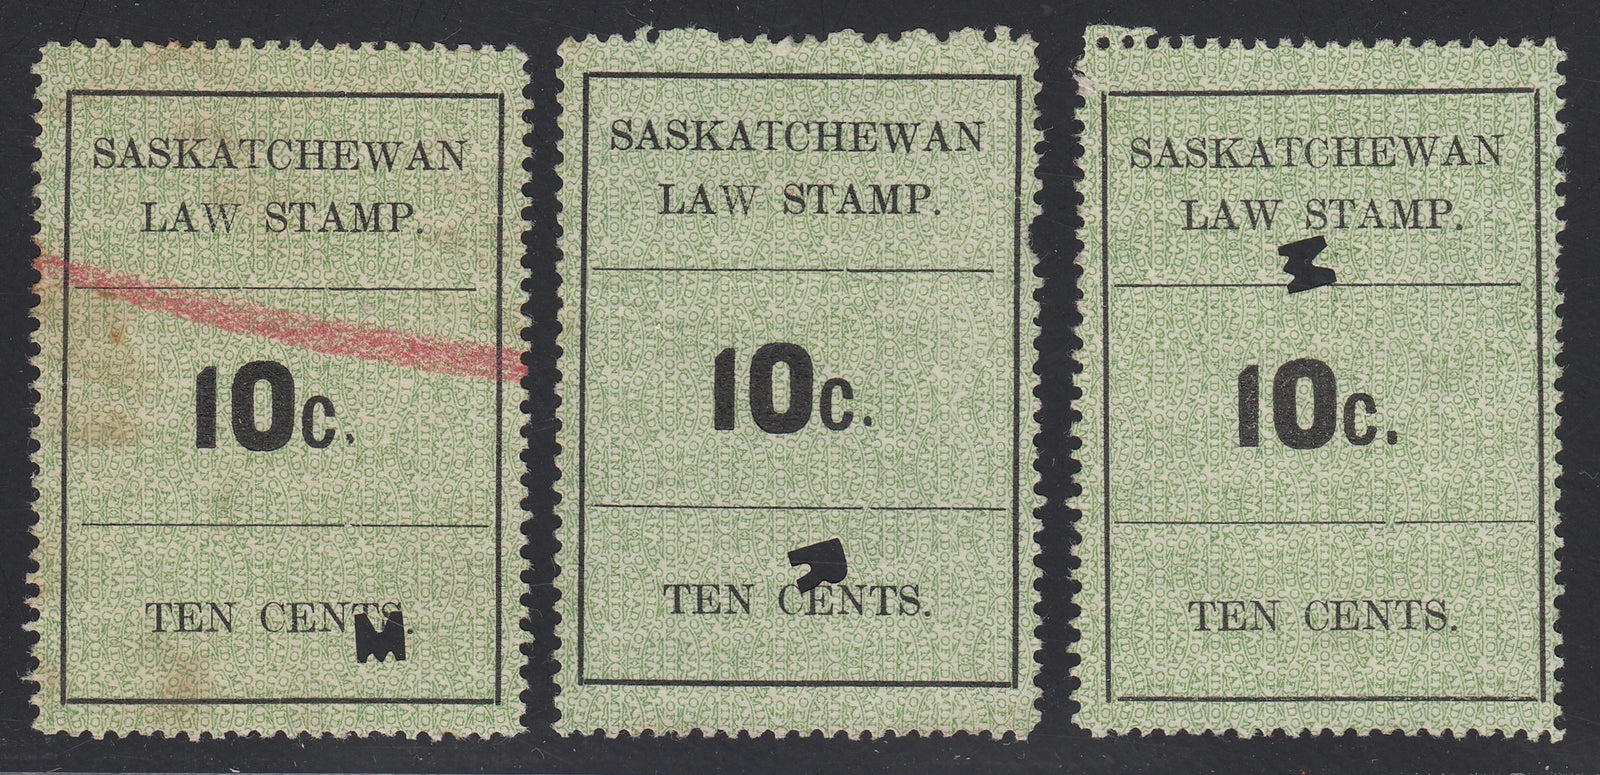 SASKATCHEWAN
LAW STAMP.
10c.
TEN CENTS.
SASKATCHEWAN
LAW STAMP.
10c.
TEN CENTS.
SASKATCHEWAN
LAW STAMP.
10c.
TEN CENTS.